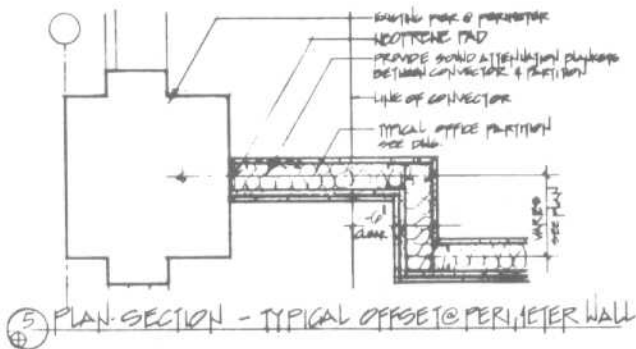 EXISTING PIER @ PERIMETER
NEOPRENE PAD
PROVIDE SOUND ATTENUATION BLANKETS
BETWEEN CONVECTOR & PARTITION
LINE OF CONVECTOR
TYPICAL OFFICE PARTITION
SEE DWG.
6"
CLEAR
VARIES
SEE PLAN
5 PLAN-SECTION - TYPICAL OFFSET @ PERIMETER WALL